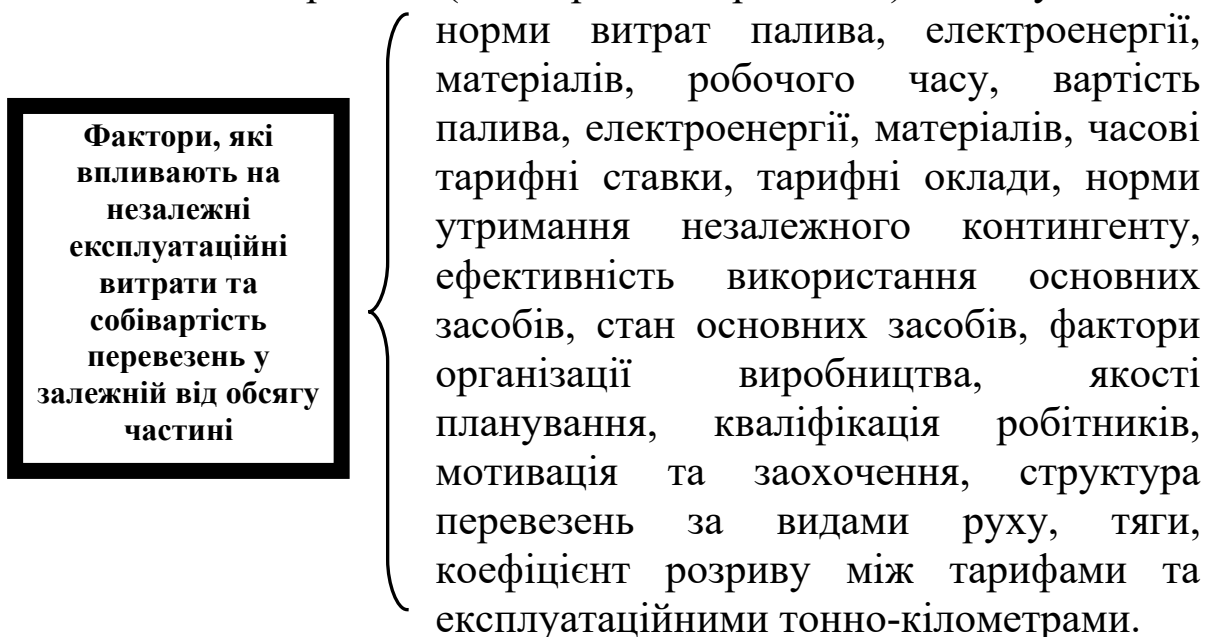 Фактори, які
впливають на
незалежні
експлуатаційні
витрати та
собівартість
перевезень у
залежній від обсягу
частині
норми витрат палива, електроенергії,
матеріалів, робочого часу, вартість
палива, електроенергії, матеріалів, часові
тарифні ставки, тарифні оклади, норми
утримання незалежного контингенту,
ефективність використання основних
засобів, стан основних засобів, фактори
організації виробництва, якості
планування, кваліфікація робітників,
мотивація та заохочення, структура
перевезень за видами руху, тяги,
коефіцієнт розриву між тарифами та
експлуатаційними тонно-кілометрами.